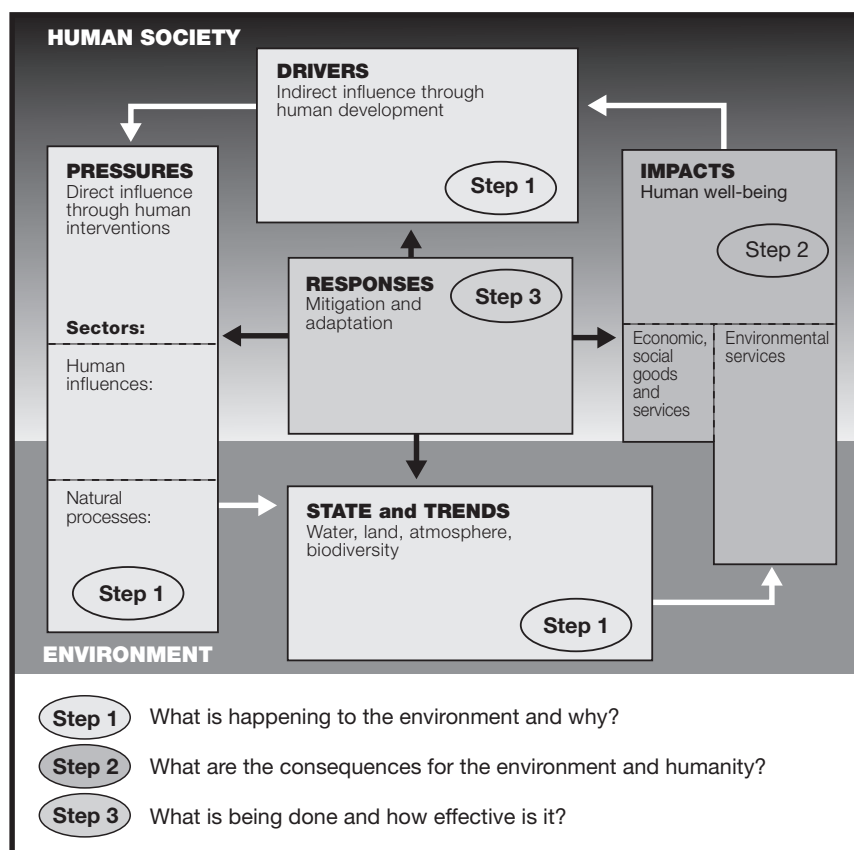 HUMAN SOCIETY
DRIVERS
Indirect influence through
human development
Step 1
PRESSURES
Direct influence
through human
interventions
Sectors:
Human
influences:
Natural
processes:
Step 1
RESPONSES
Mitigation and
adaptation
Step 3
IMPACTS
Human well-being
Step 2
Economic,
social
goods
and
services
Environmental
services
STATE and TRENDS
Water, land, atmosphere,
biodiversity
Step 1
ENVIRONMENT
Step 1 What is happening to the environment and why?
Step 2 What are the consequences for the environment and humanity?
Step 3 What is being done and how effective is it?